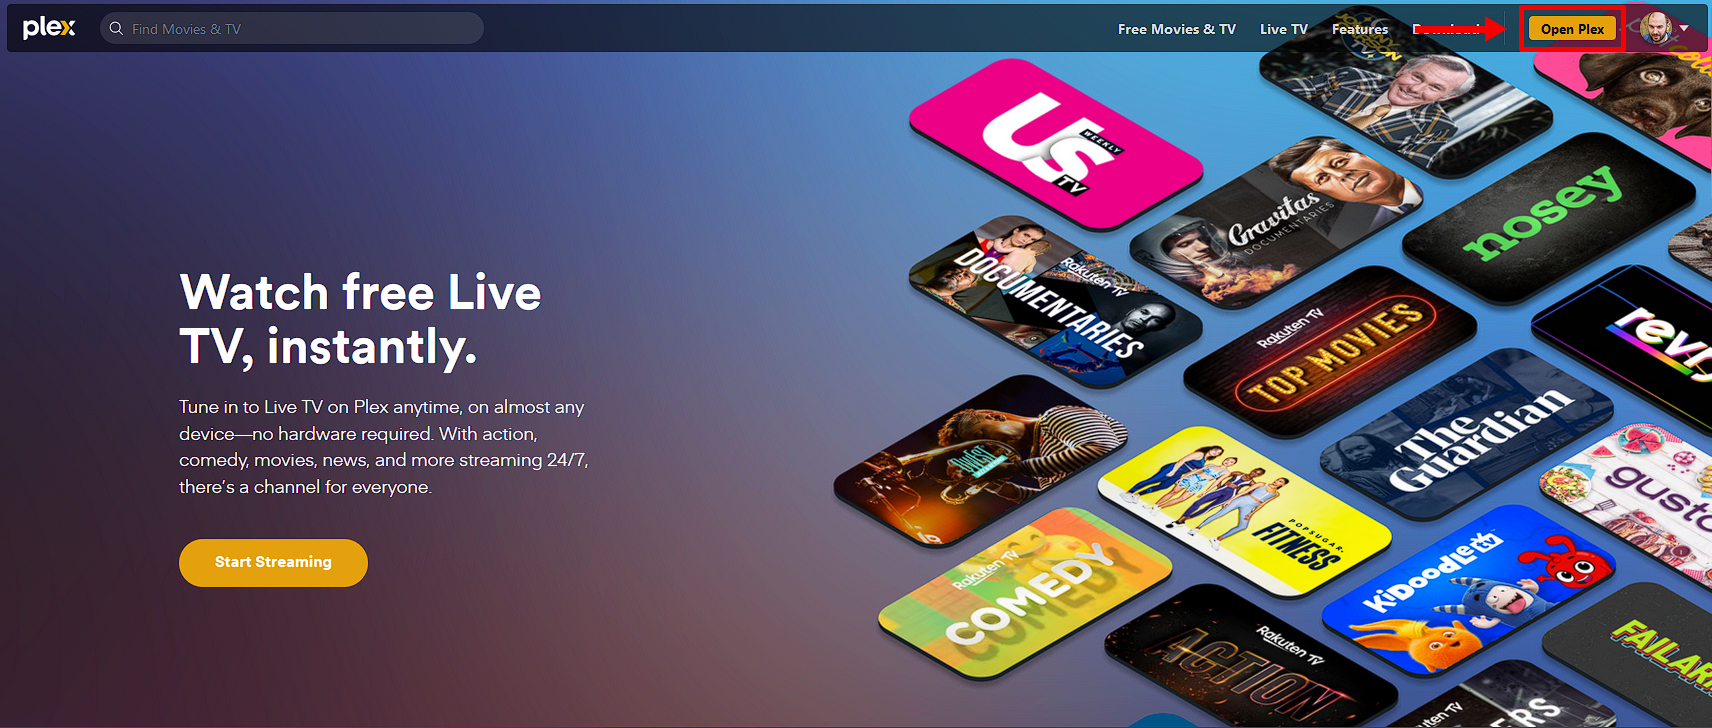 plex
Find Movies & TV
Free Movies & TV
Live TV
Features
Download
Open Plex
Watch free Live
TV, instantly.
Tune in to Live TV on Plex anytime, on almost any
device—no hardware required. With action,
comedy, movies, news, and more streaming 24/7,
there's a channel for everyone.
Start Streaming
US
WEEKLY
TV
Gravitas
DOCUMENTARIES
nosey
Rakuten TV
DOCUMENTARIES
Rakuten TV
TOP MOVIES
revry
The
Guardian
POPSUGAR.
FITNESS
gusto
Rakuten TV
COMEDY
KiDoodle TV
Rakuten TV
ACTION
FAILARM
Rakuten TV